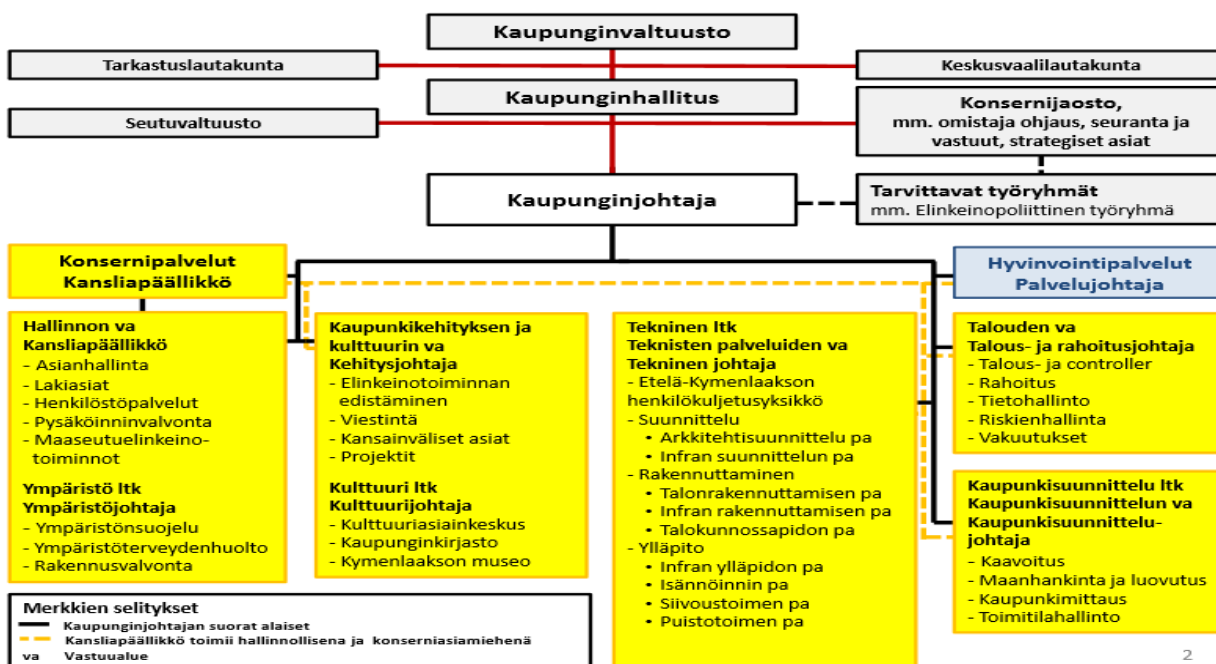 Kaupunginvaltuusto
Tarkastuslautakunta
Keskusvaalilautakunta
Kaupunginhallitus
Seutuvaltuusto
Konsernijaosto,
mm. omistaja ohjaus, seuranta ja
vastuut, strategiset asiat
Kaupunginjohtaja
Tarvittavat työryhmät
mm. Elinkeinopoliittinen työryhmä
Konsernipalvelut
Kansliapäällikkö
Hyvinvointipalvelut
Palvelujohtaja
Hallinnon va
Kansliapäällikkö
- Asianhallinta
- Lakiasiat
- Henkilöstöpalvelut
- Pysäköinninvalvonta
- Maaseutuelinkeino-
toiminnot
Ympäristö ltk
Ympäristöjohtaja
- Ympäristönsuojelu
- Ympäristöterveydenhuolto
- Rakennusvalvonta
Kaupunkikehityksen ja
kulttuurin va
Kehitysjohtaja
- Elinkeinotoiminnan
edistäminen
- Viestintä
- Kansainväliset asiat
- Projektit
Kulttuuri ltk
Kulttuurijohtaja
- Kulttuuriasiainkeskus
- Kaupunginkirjasto
- Kymenlaakson museo
Tekninen ltk
Teknisten palveluiden va
Tekninen johtaja
- Etelä-Kymenlaakson
henkilökuljetusyksikkö
- Suunnittelu
• Arkkitehtisuunnittelu pa
• Infran suunnittelun pa
- Rakennuttaminen
• Talonrakennuttamisen pa
• Infran rakennuttamisen pa
• Talokunnossapidon pa
- Ylläpito
• Infran ylläpidon pa
• Isännöinnin pa
• Siivoustoimen pa
• Puistotoimen pa
Talouden va
Talous- ja rahoitusjohtaja
- Talous- ja controller
- Rahoitus
- Tietohallinto
- Riskienhallinta
- Vakuutukset
Kaupunkisuunnittelu ltk
Kaupunkisuunnittelun va
Kaupunkisuunnittelu-
johtaja
- Kaavoitus
- Maanhankinta ja luovutus
- Kaupunkimittaus
- Toimitilahallinto
Merkkien selitykset
Kaupunginjohtajan suorat alaiset
Kansliapäällikkö toimii hallinnollisena ja konserniasiamiehenä
va Vastuualue
2